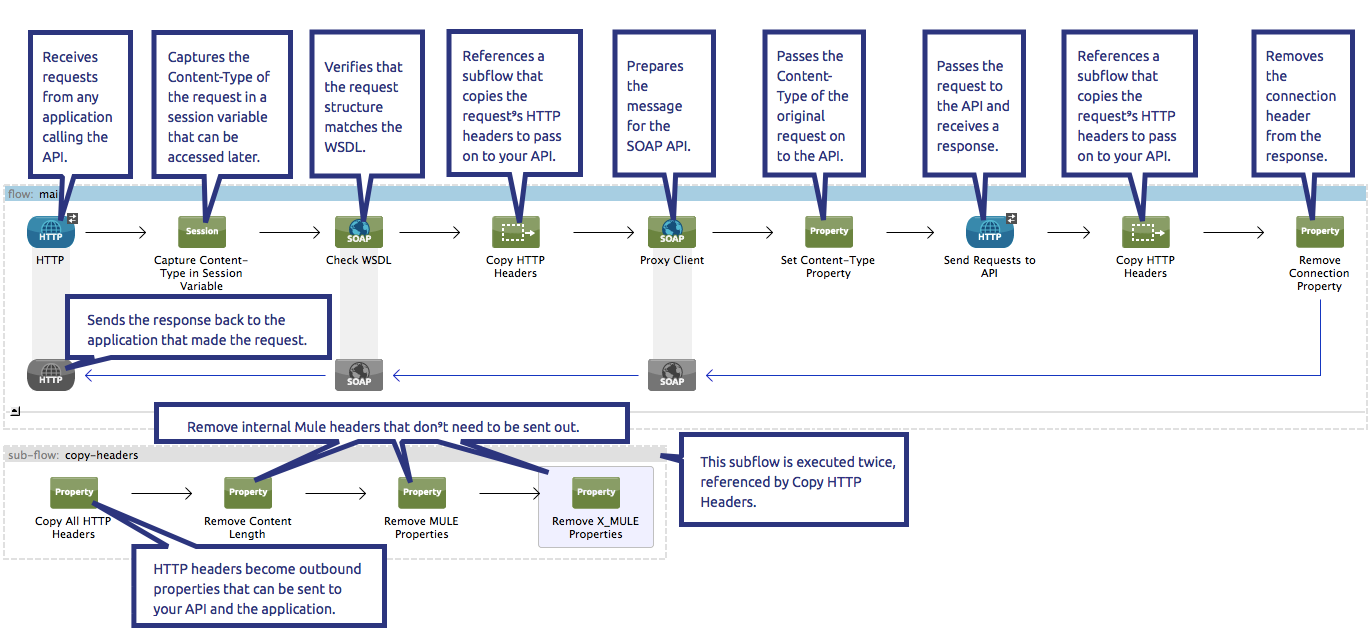 Receives
requests
from any
application
calling the
API.
Captures the
Content-Type of
the request in a
session variable
that can be
accessed later.
Verifies that
the request
structure
matches the
WSDL.
References a
subflow that
copies the
request⁹s HTTP
headers to pass
on to your API.
Prepares
the
message
for the
SOAP API.
Passes the
Content-
Type of the
original
request on
to the API.
Passes the
request to
the API and
receives a
response.
References a
subflow that
copies the
request⁹s HTTP
headers to pass
on to your API.
Removes
the
connection
header
from the
response.
flow: main
HTTP
Session
SOAP
SOAP
Property
HTTP
Property
HTTP
Capture Content-
Type in Session
Variable
Check WSDL
Copy HTTP
Headers
Proxy Client
Set Content-Type
Property
Send Requests to
API
Copy HTTP
Headers
Remove
Connection
Property
Sends the response back to the
application that made the request.
HTTP
SOAP
SOAP
Remove internal Mule headers that don⁹t need to be sent out.
sub-flow: copy-headers
This subflow is executed twice,
referenced by Copy HTTP
Headers.
Property
Property
Property
Property
Copy All HTTP
Headers
Remove Content
Length
Remove MULE
Properties
Remove X_MULE
Properties
HTTP headers become outbound
properties that can be sent to
your API and the application.